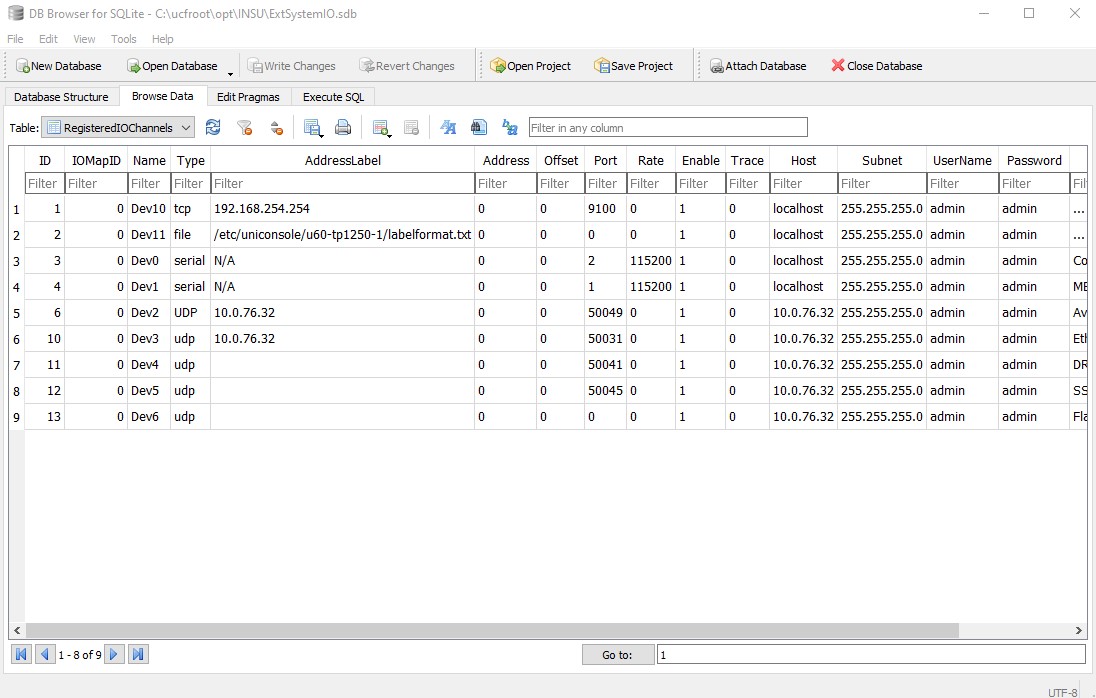 DB Browser for SQLite - C:\ucfroot\opt\INSU\ExtSystemIO.sdb
File Edit View Tools Help
New Database Open Database Write Changes Revert Changes Open Project Save Project Attach Database Close Database
Database Structure Browse Data Edit Pragmas Execute SQL
Table: RegisteredIOChannels Filter in any column
ID IOMapID Name Type AddressLabel Address Offset Port Rate Enable Trace Host Subnet UserName Password
Filter Filter Filter Filter Filter Filter Filter Filter Filter Filter Filter Filter Filter Filter Filter Fil
1 1 0 Dev10 tcp 192.168.254.254 0 0 9100 0 1 0 localhost 255.255.255.0 admin admin ...
2 2 0 Dev11 file /etc/uniconsole/u60-tp1250-1/labelformat.txt 0 0 0 0 1 0 localhost 255.255.255.0 admin admin ...
3 3 0 Dev0 serial N/A 0 0 2 115200 1 0 localhost 255.255.255.0 admin admin Co
4 4 0 Dev1 serial N/A 0 0 1 115200 1 0 localhost 255.255.255.0 admin admin ME
5 6 0 Dev2 UDP 10.0.76.32 0 0 50049 0 1 0 10.0.76.32 255.255.255.0 admin admin Av
6 10 0 Dev3 udp 10.0.76.32 0 0 50031 0 1 0 10.0.76.32 255.255.255.0 admin admin Eth
7 11 0 Dev4 udp 0 0 50041 0 1 0 10.0.76.32 255.255.255.0 admin admin DR
8 12 0 Dev5 udp 0 0 50045 0 1 0 10.0.76.32 255.255.255.0 admin admin SS
9 13 0 Dev6 udp 0 0 0 0 1 0 10.0.76.32 255.255.255.0 admin admin Fla
1 - 8 of 9 Go to: 1
UTF-8